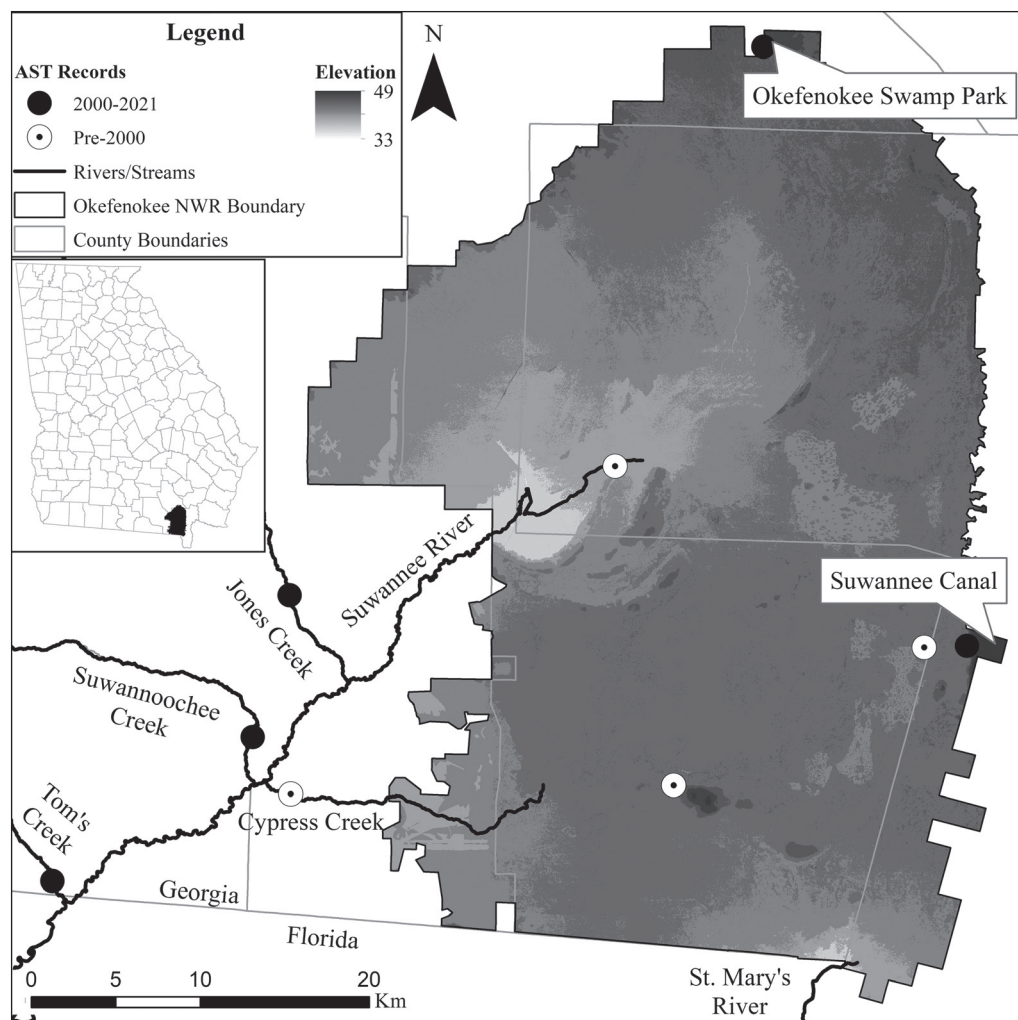 Legend
AST Records
2000-2021
Pre-2000
Rivers/Streams
Okefenokee NWR Boundary
County Boundaries
Elevation
49
33
N
Okefenokee Swamp Park
Suwannee River
Jones Creek
Suwannee Canal
Suwannoochee
Creek
Tom's
Creek
Cypress Creek
Georgia
Florida
St. Mary's
River
0
5
10
20
Km